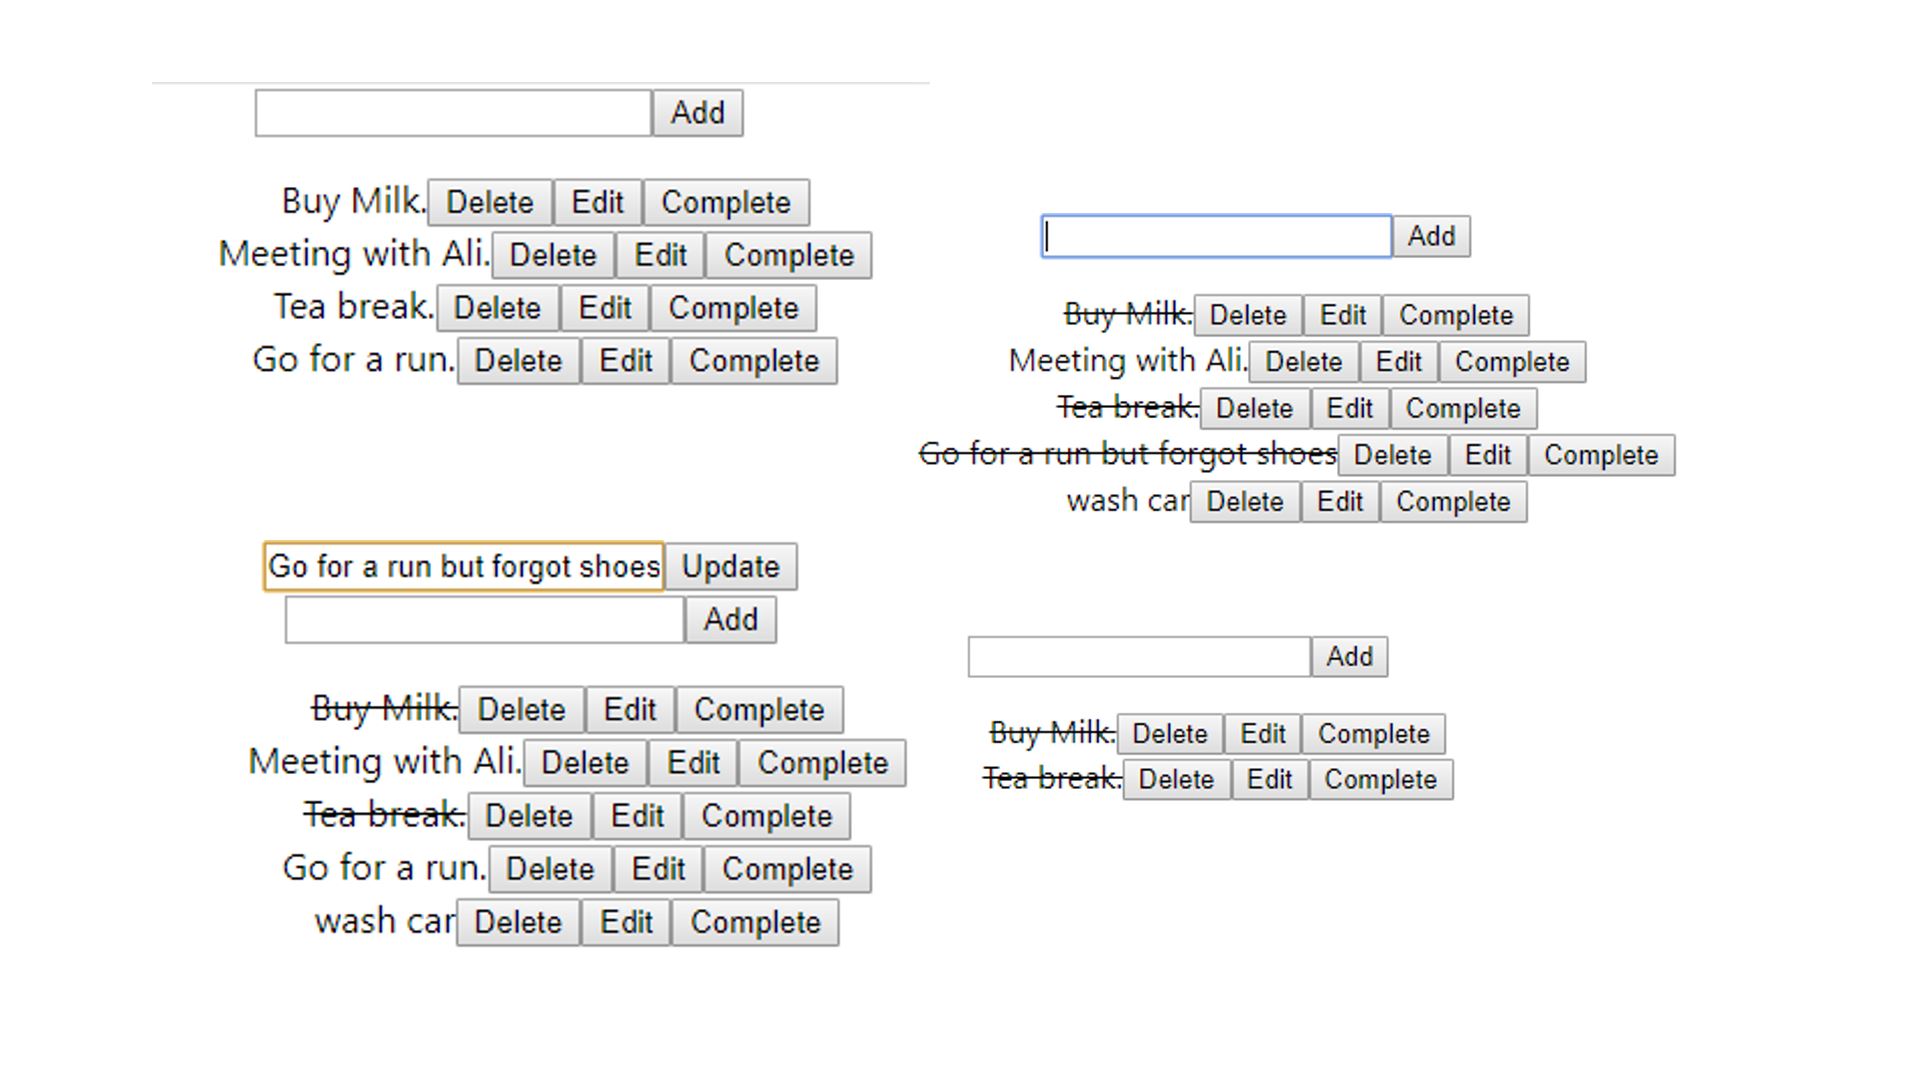 Add
Buy Milk. Delete Edit Complete
Meeting with Ali. Delete Edit Complete
Tea break. Delete Edit Complete
Go for a run. Delete Edit Complete
Go for a run but forgot shoes Update
Add
Buy Milk. Delete Edit Complete
Meeting with Ali. Delete Edit Complete
Tea break. Delete Edit Complete
Go for a run. Delete Edit Complete
wash car Delete Edit Complete
Add
Buy Milk. Delete Edit Complete
Meeting with Ali. Delete Edit Complete
Tea break. Delete Edit Complete
Go for a run but forgot shoes Delete Edit Complete
wash car Delete Edit Complete
Add
Buy Milk. Delete Edit Complete
Tea break. Delete Edit Complete